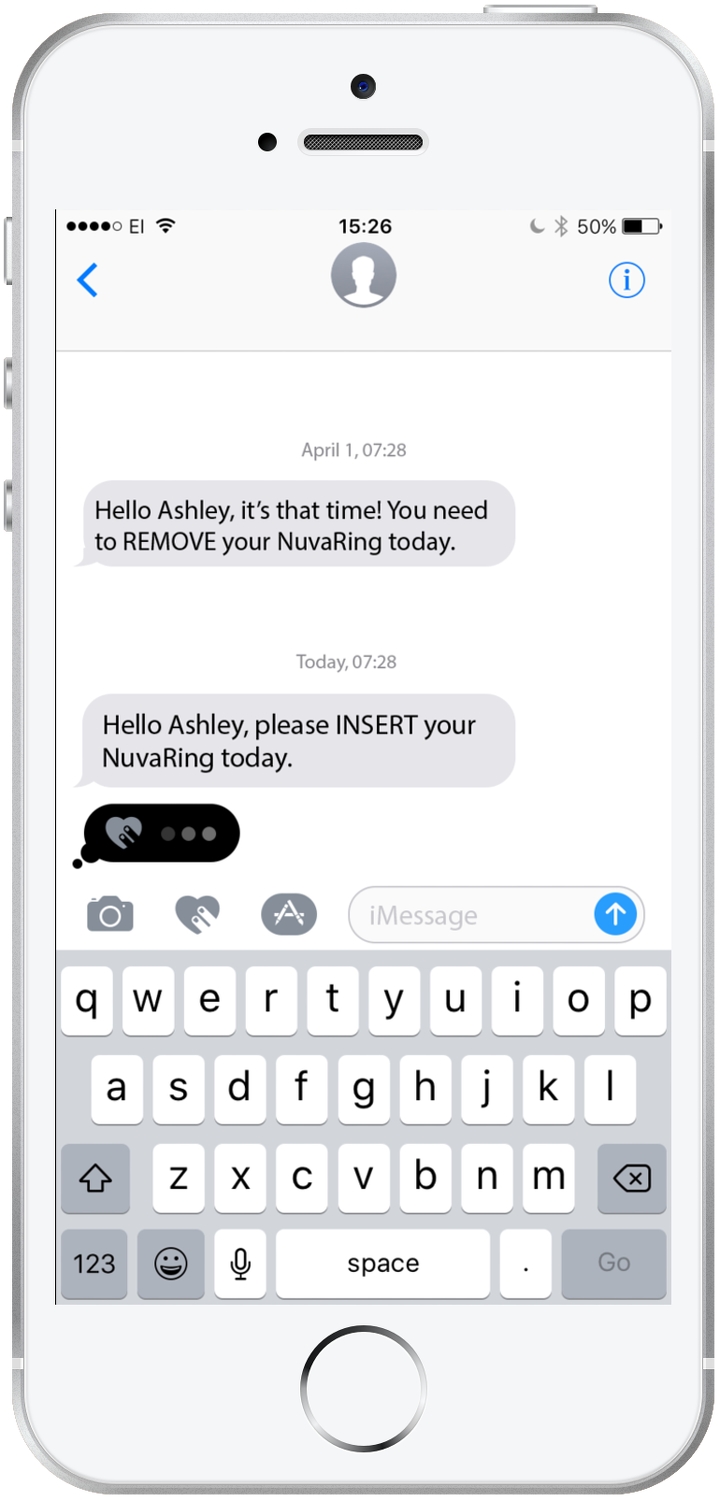 EI 15:26 50%
i
April 1, 07:28
Hello Ashley, it’s that time! You need
to REMOVE your NuvaRing today.
Today, 07:28
Hello Ashley, please INSERT your
NuvaRing today.
iMessage
q w e r t y u i o p
a s d f g h j k l
z x c v b n m
123 space . Go